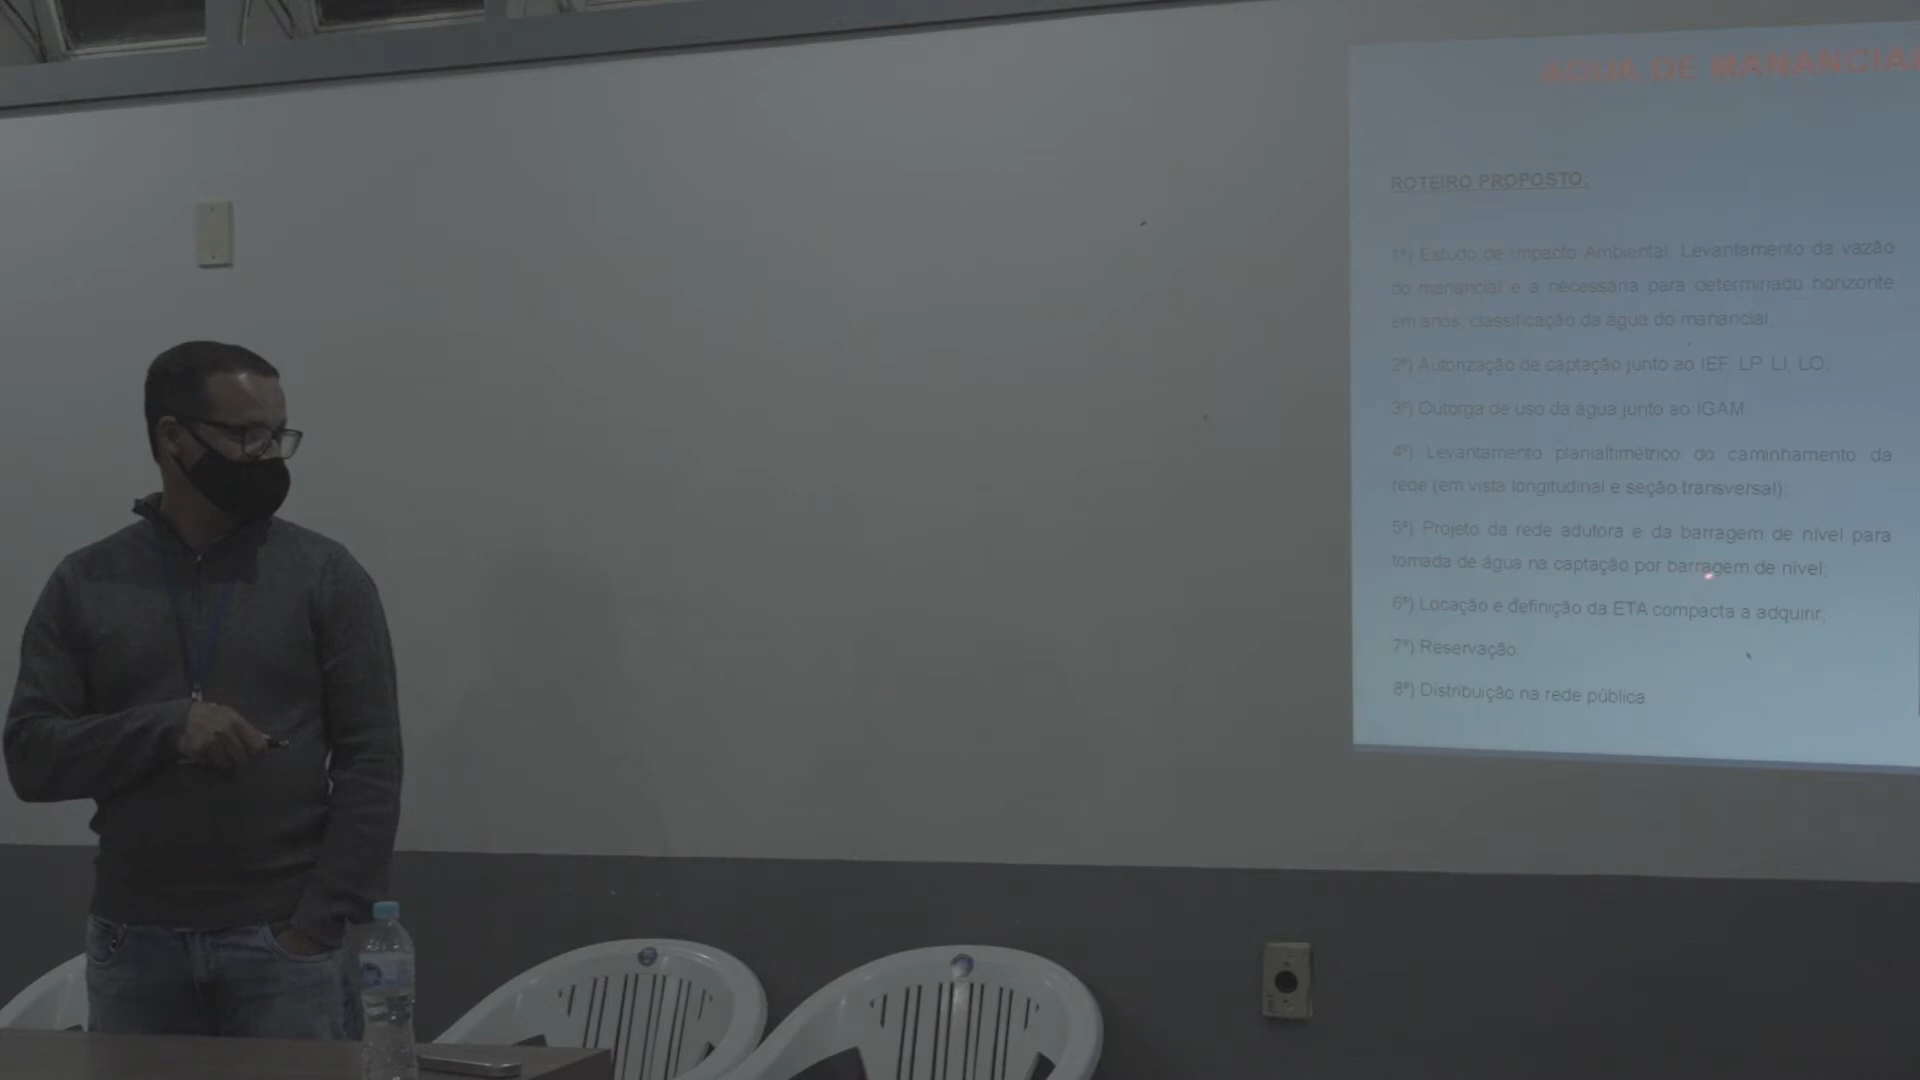 ÁGUA DE MANANCIAL
ROTEIRO PROPOSTO:
1º) Estudo de Impacto Ambiental: Levantamento da vazão
do manancial e a necessária para determinado horizonte
em anos; classificação da água do manancial
2º) Autorização de captação junto ao IEF: LP, LI, LO;
3º) Outorga de uso da água junto ao IGAM
4º) Levantamento planialtimétrico do caminhamento da
rede (em vista longitudinal e seção transversal);
5º) Projeto da rede adutora e da barragem de nível para
tomada de água na captação por barragem de nível;
6º) Locação e definição da ETA compacta a adquirir;
7º) Reservação
8º) Distribuição na rede pública